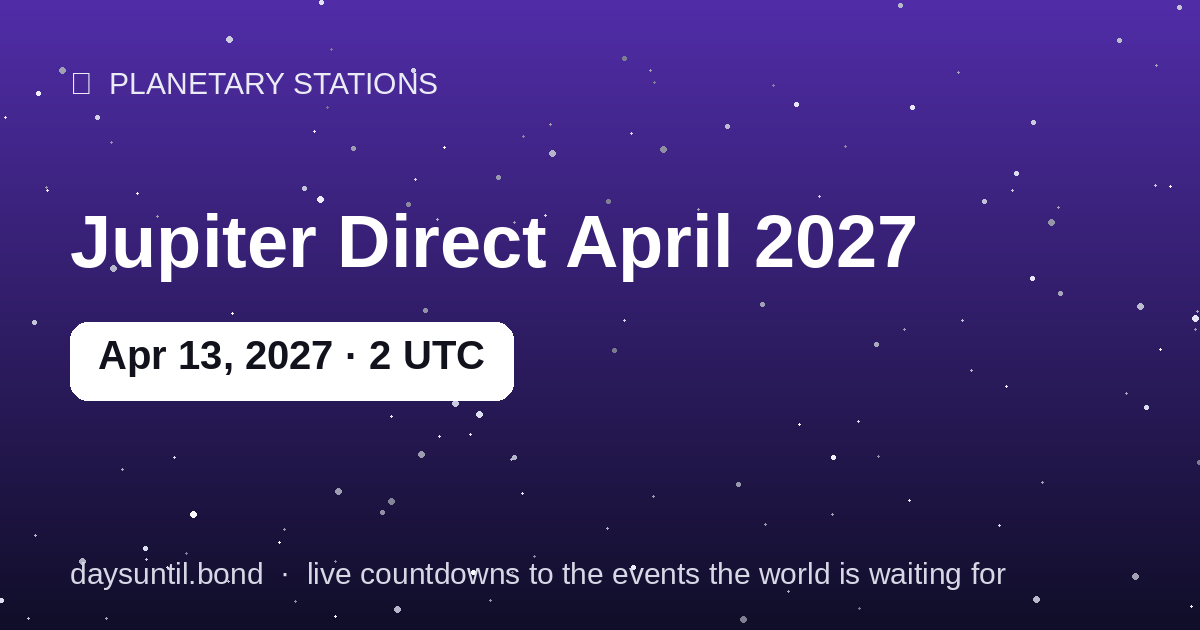 PLANETARY STATIONS
Jupiter Direct April 2027
Apr 13, 2027 · 2 UTC
daysuntil.bond · live countdowns to the events the world is waiting for